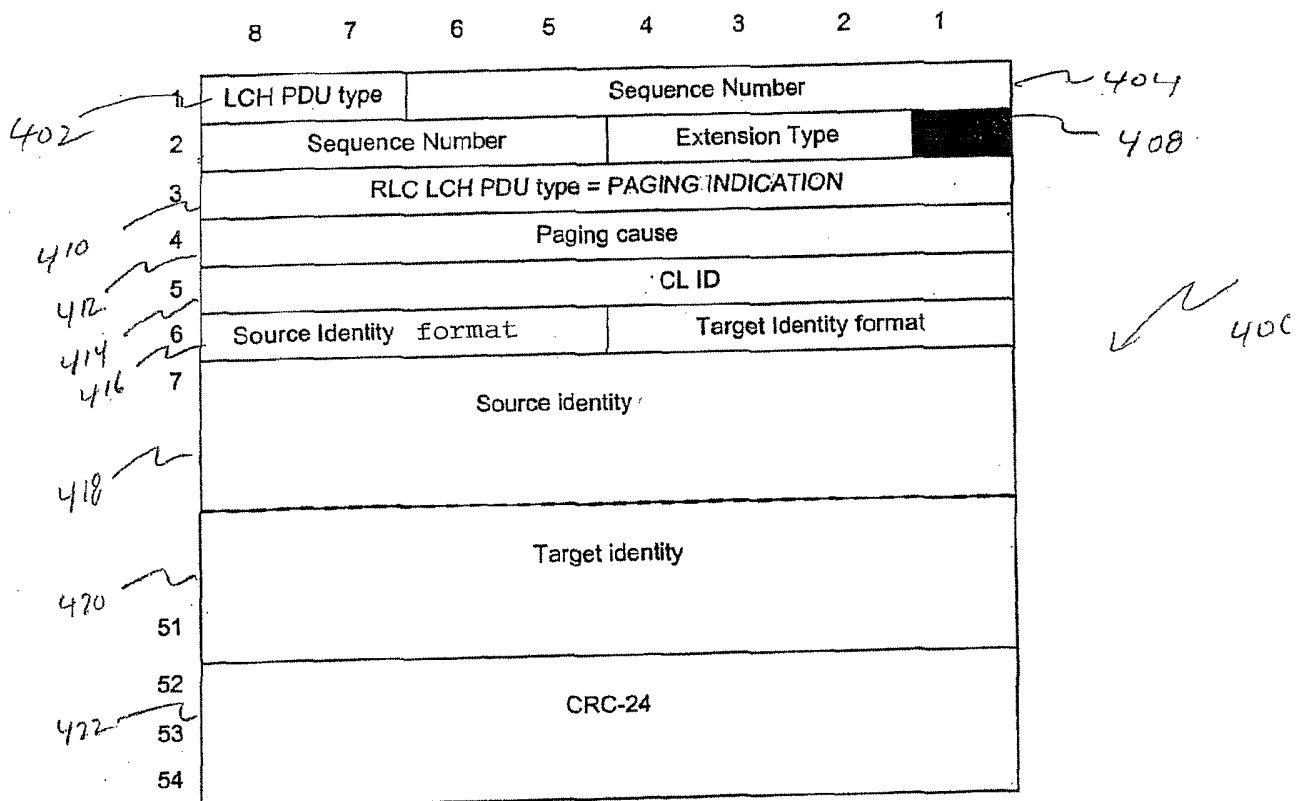 8 7 6 5 4 3 2 1
1 LCH PDU type Sequence Number 404
402
2 Sequence Number Extension Type 408
3 RLC LCH PDU type = PAGING INDICATION
410
4 Paging cause
412
5 CL ID
414
6 Source Identity format Target Identity format
400
416
7
Source identity
418
Target identity
420
51
52
CRC-24
422
53
54